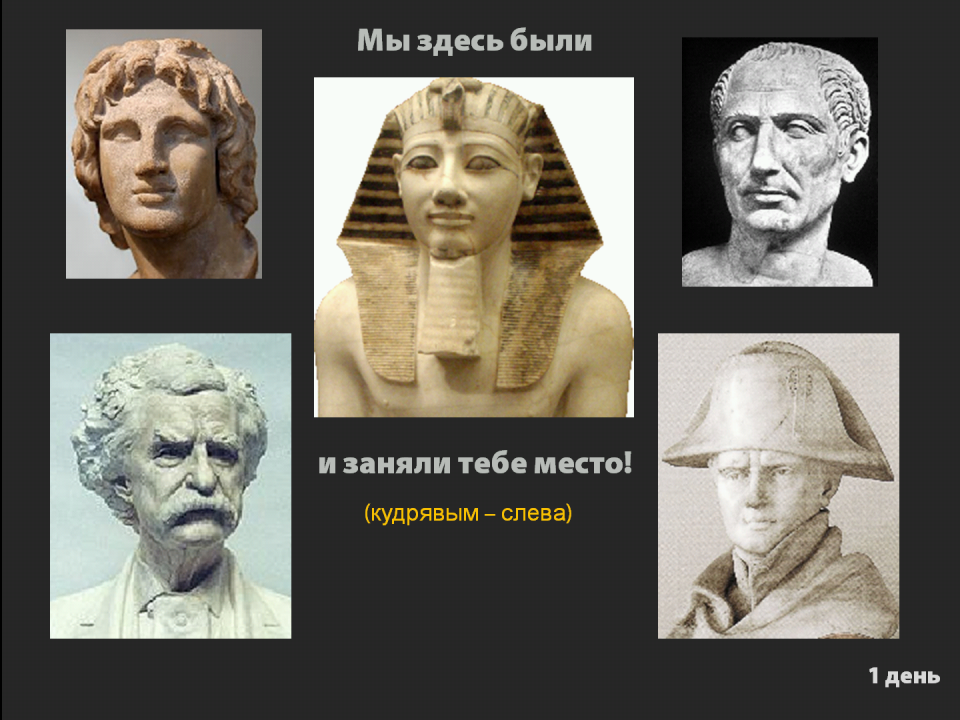 Мы здесь были
и заняли тебе место!
(кудрявым – слева)
1 день